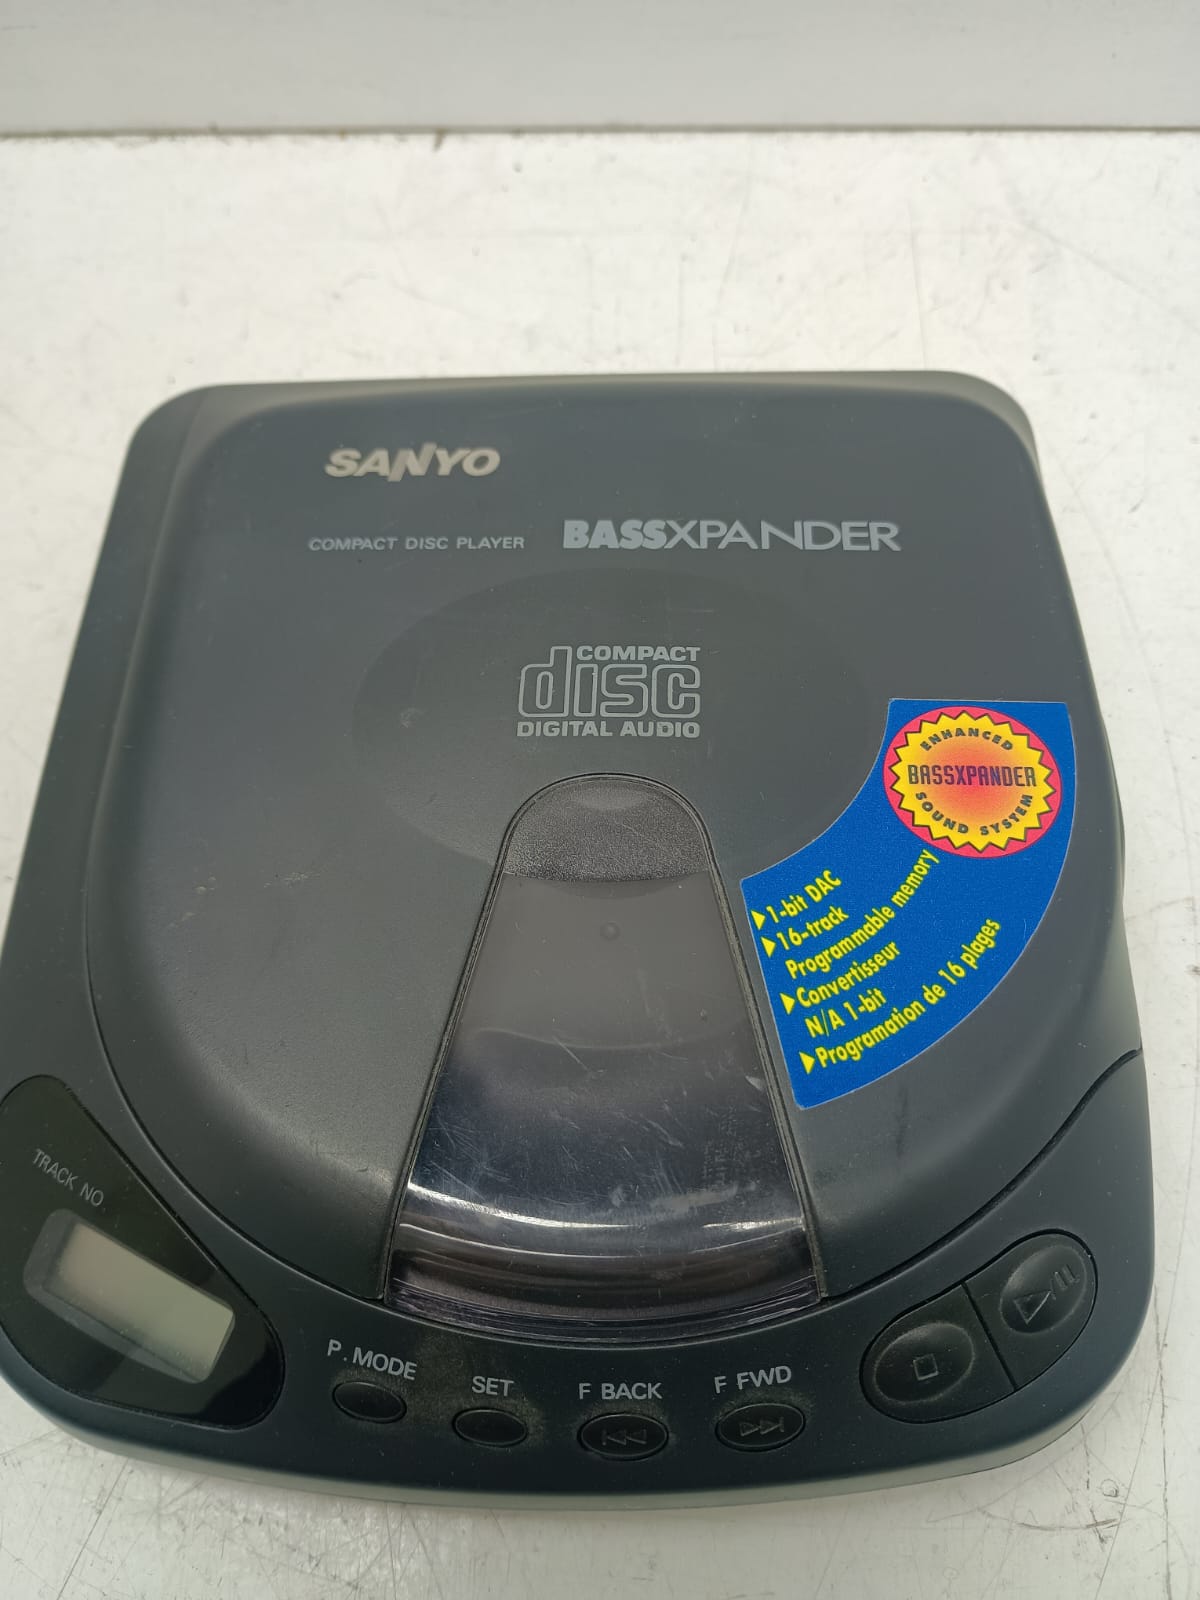 SANYO
COMPACT DISC PLAYER BASSXPANDER
COMPACT
disc
DIGITAL AUDIO
ENHANCED
BASSXPANDER
SOUND SYSTEM
1-bit DAC
16-track
Programmable memory
Convertisseur
N/A 1-bit
Programation de 16 plages
TRACK NO.
P. MODE
SET
F BACK
F FWD